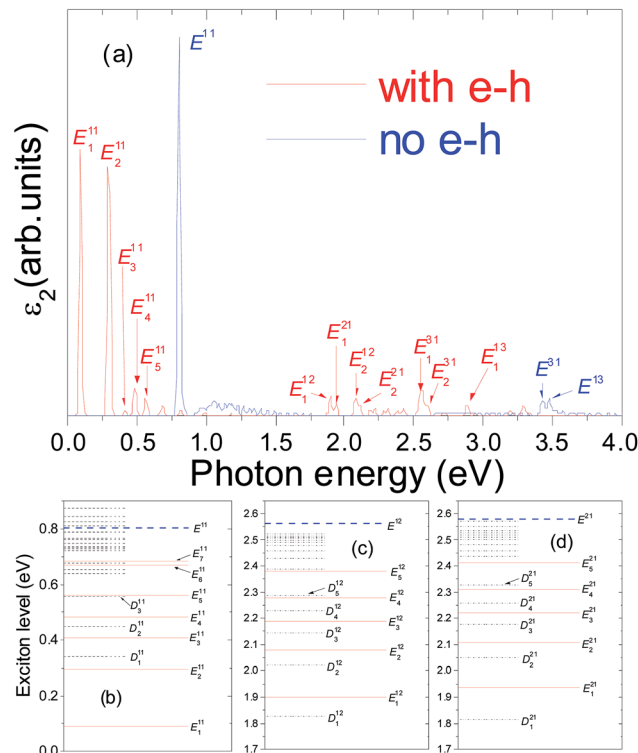 (a)
E^11
with e-h
no e-h
E_1^11
E_2^11
E_3^11
E_4^11
E_5^11
E_1^12
E_1^21
E_2^12
E_2^21
E_1^31
E_2^31
E_1^13
E^31
E^13
ε_2(arb.units)
0.0 0.5 1.0 1.5 2.0 2.5 3.0 3.5 4.0
Photon energy (eV)
Exciton level (eV)
0.8
0.6
0.4
0.2
0.0
E^11
E_7^11
E_6^11
E_5^11
D_3^11
E_4^11
D_2^11
E_3^11
D_1^11
E_2^11
(b)
E_1^11
2.6
2.5
2.4
2.3
2.2
2.1
2.0
1.9
1.8
1.7
E^12
(c)
E_5^12
D_5^12
E_4^12
D_4^12
E_3^12
D_3^12
E_2^12
D_2^12
E_1^12
D_1^12
2.6
2.5
2.4
2.3
2.2
2.1
2.0
1.9
1.8
1.7
E^21
(d)
E_5^21
D_5^21
E_4^21
D_4^21
E_3^21
D_3^21
E_2^21
D_2^21
E_1^21
D_1^21